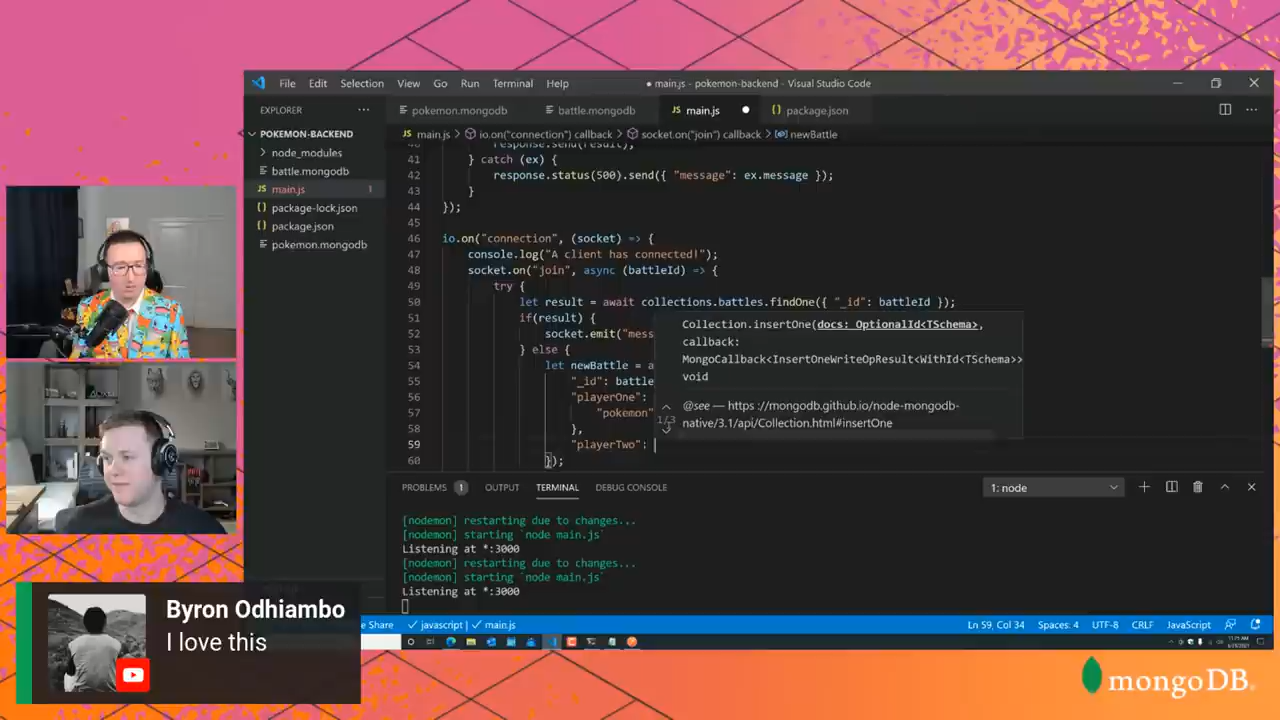 File Edit Selection View Go Run Terminal Help
● main.js - pokemon-backend - Visual Studio Code
EXPLORER ···
pokemon.mongodb
battle.mongodb
JS main.js ●
{} package.json
···
POKEMON-BACKEND
JS main.js > io.on("connection") callback > socket.on("join") callback > newBattle
node_modules
battle.mongodb
JS main.js 1
{} package-lock.json
{} package.json
pokemon.mongodb
40 response.send(result);
41 } catch (ex) {
42 response.status(500).send({ "message": ex.message });
43 }
44 });
45
46 io.on("connection", (socket) => {
47 console.log("A client has connected!");
48 socket.on("join", async (battleId) => {
49 try {
50 let result = await collections.battles.findOne({ "_id": battleId });
51 if(result) {
52 socket.emit("mess
53 } else {
54 let newBattle = a
55 "_id": battle
56 "playerOne":
57 "pokemon"
58 },
59 "playerTwo":
60 });
Collection.insertOne(docs: OptionalId<TSchema>,
callback:
MongoCallback<InsertOneWriteOpResult<WithId<TSchema>>>
void
1/3
@see — https://mongodb.github.io/node-mongodb-
native/3.1/api/Collection.html#insertOne
PROBLEMS 1 OUTPUT TERMINAL DEBUG CONSOLE
1: node
[nodemon] restarting due to changes...
[nodemon] starting `node main.js`
Listening at *:3000
[nodemon] restarting due to changes...
[nodemon] starting `node main.js`
Listening at *:3000
Share
javascript | ✓ main.js
Ln 59, Col 34 Spaces: 4 UTF-8 CRLF JavaScript
Byron Odhiambo
I love this
mongoDB.